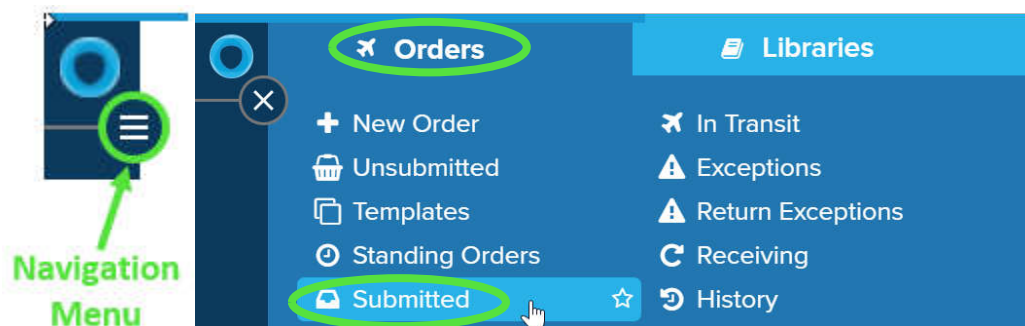 Navigation
Menu
Orders
Libraries
New Order
Unsubmitted
Templates
Standing Orders
Submitted
In Transit
Exceptions
Return Exceptions
Receiving
History